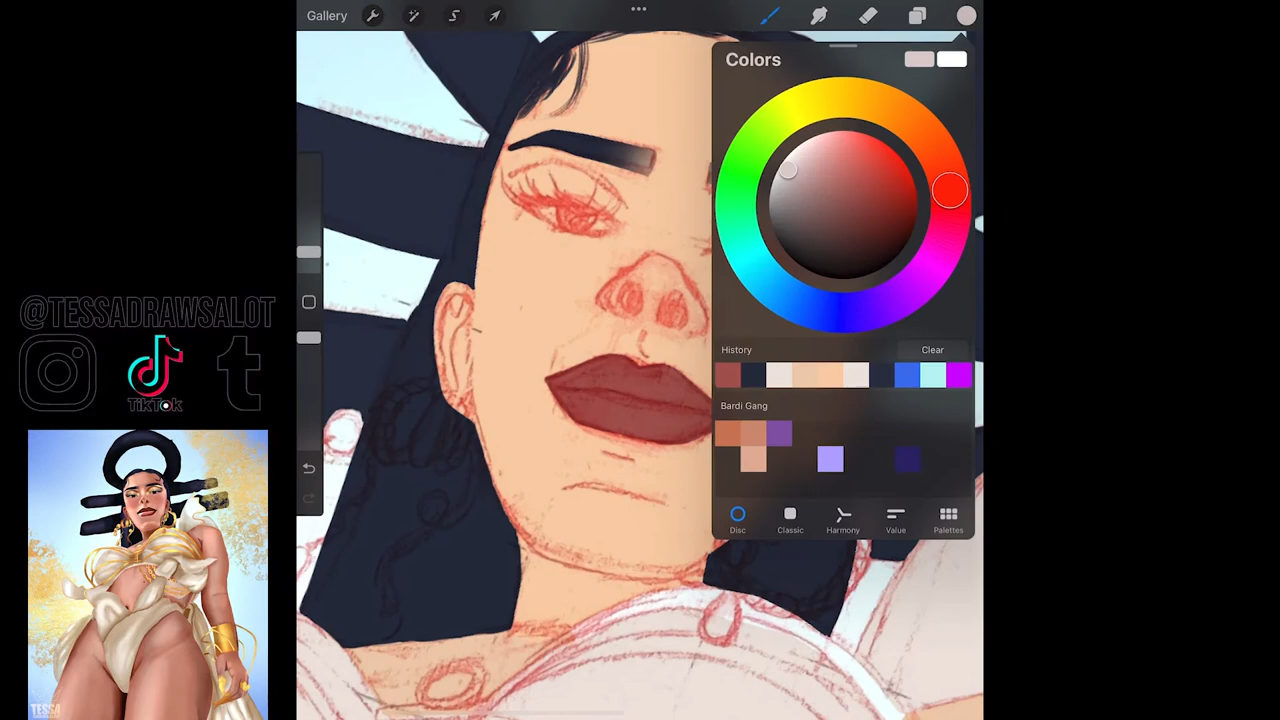 Gallery
Colors
History
Clear
Bardi Gang
Disc
Classic
Harmony
Value
Palettes
@TESSADRAWSALOT
TikTok
TESSA